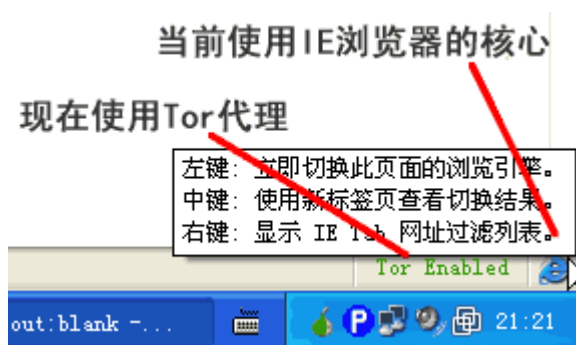 当前使用IE浏览器的核心
现在使用Tor代理
左键: 立即切换此页面的浏览引擎。
中键: 使用新标签页查看切换结果。
右键: 显示 IE Tab 网址过滤列表。
Tor Enabled
out:blank -...
P
21:21